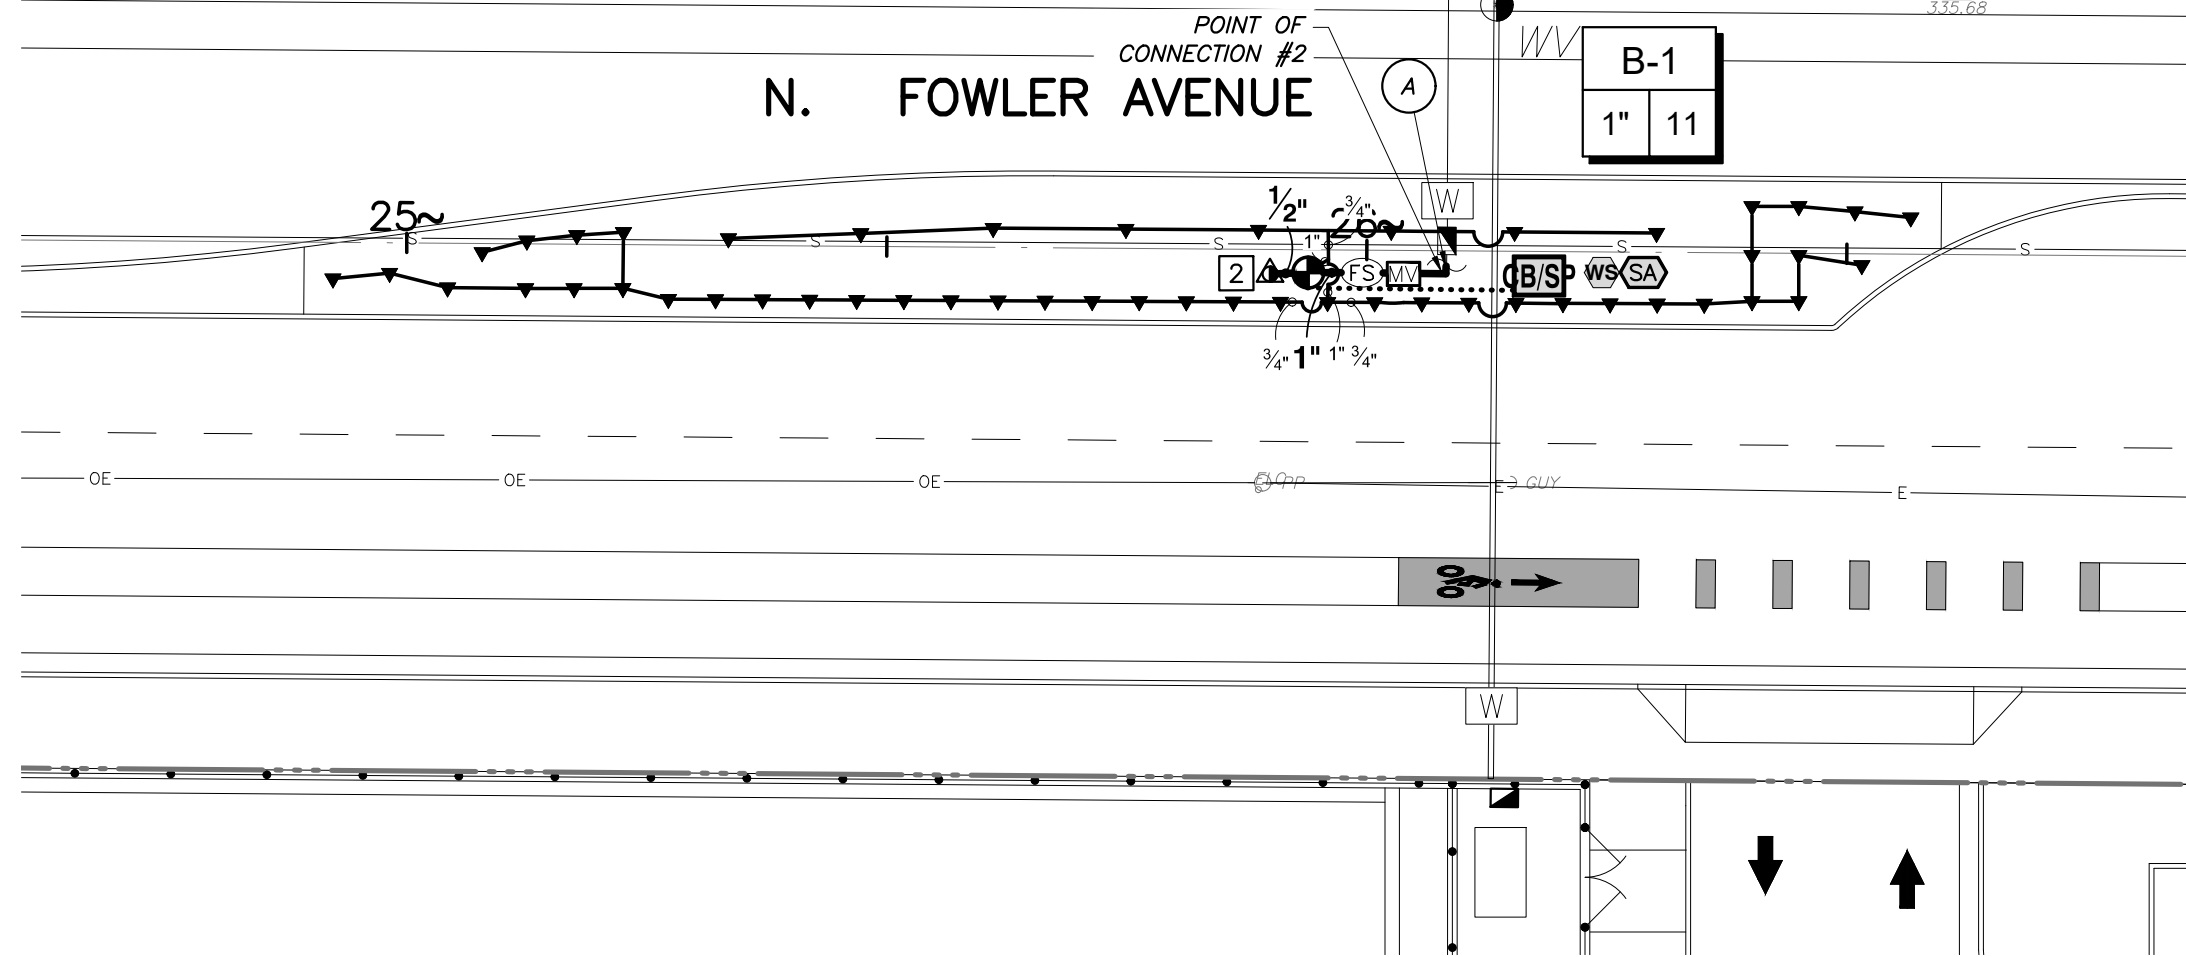 335.68
POINT OF
CONNECTION #2
WV
B-1
1" 11
N. FOWLER AVENUE
A
25~
1/2"
3/4"
W
S
S
S
1"
S
S
2
FS
MV
B/S
WS
SA
3/4" 1" 1" 3/4"
OE
OE
OE
E
GUY
E
W